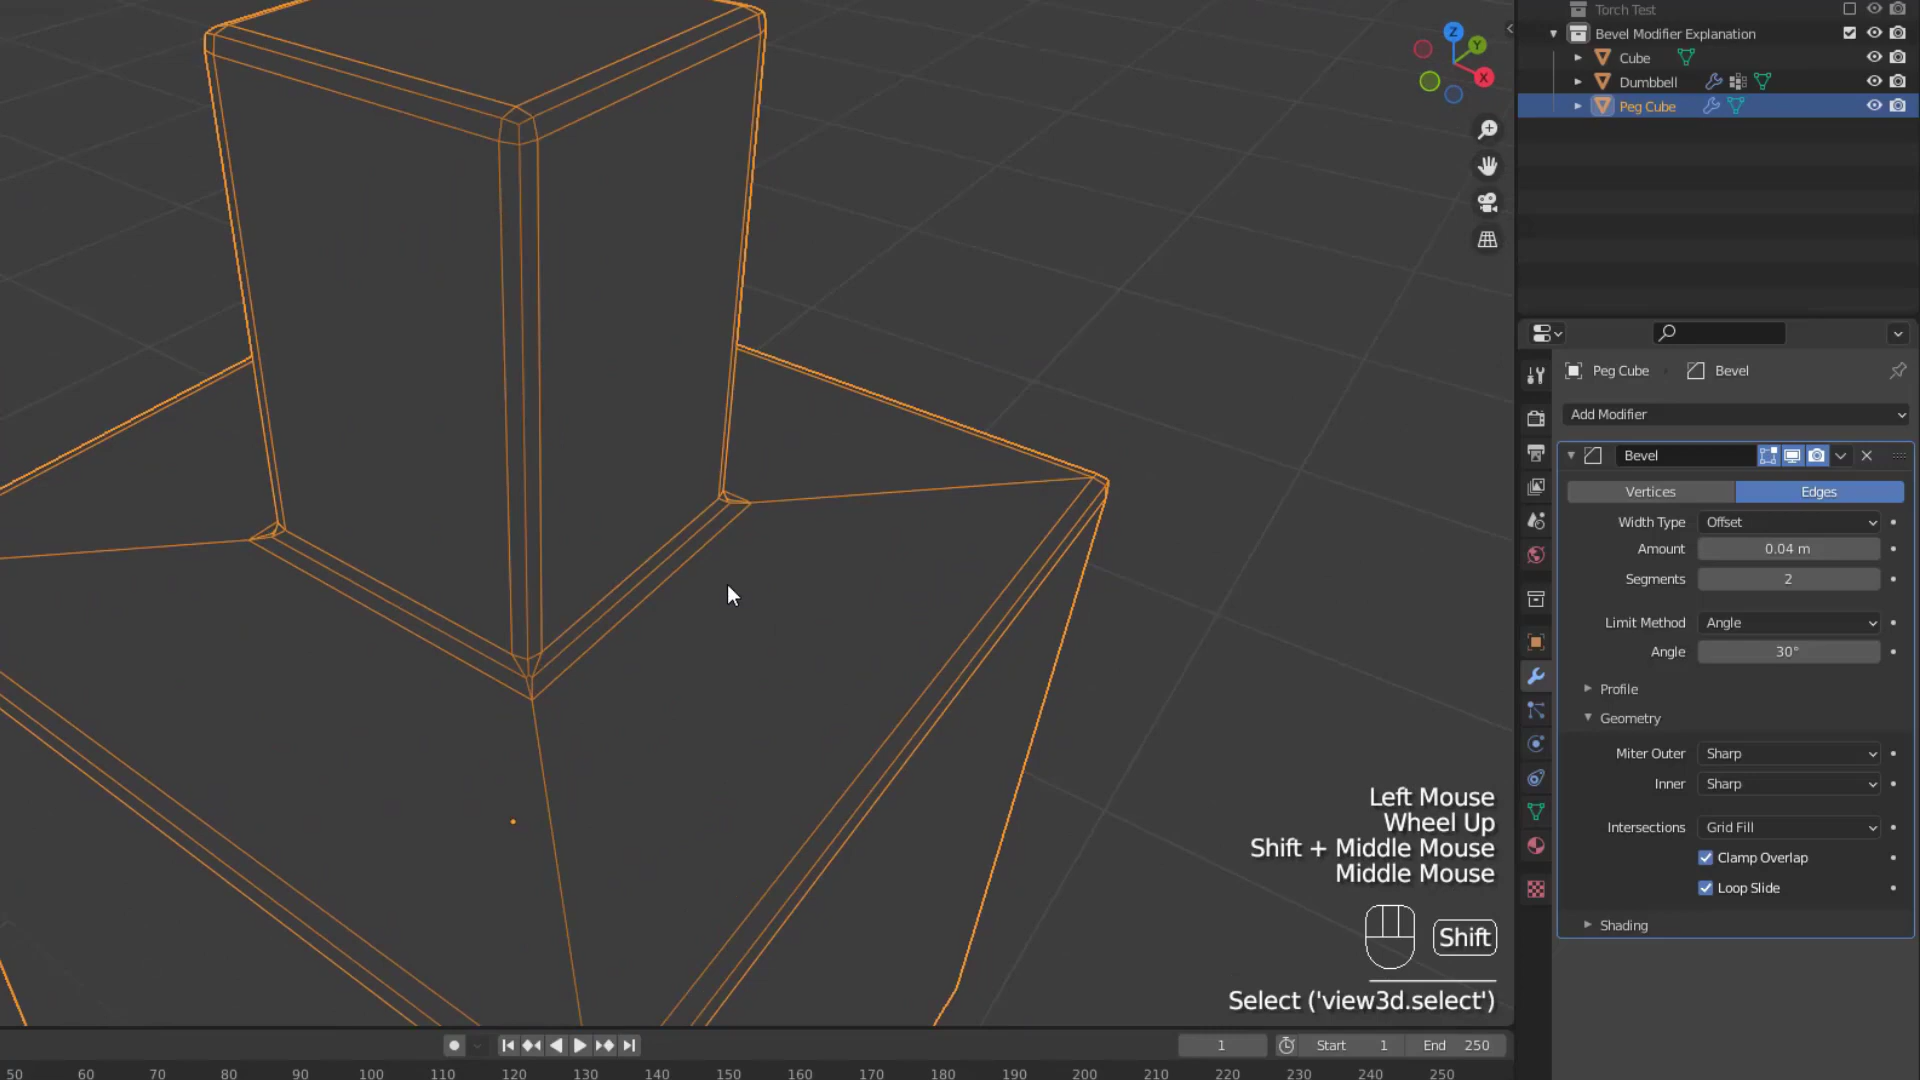 Torch Test
Bevel Modifier Explanation
Cube
Dumbbell
Peg Cube
Z
Y
X
Peg Cube
Bevel
Add Modifier
Bevel
Vertices
Edges
Width Type
Offset
Amount
0.04 m
Segments
2
Limit Method
Angle
Angle
30°
Profile
Geometry
Miter Outer
Sharp
Inner
Sharp
Intersections
Grid Fill
Clamp Overlap
Loop Slide
Shading
Left Mouse
Wheel Up
Shift + Middle Mouse
Middle Mouse
Shift
Select ('view3d.select')
1
Start 1
End 250
50 60 70 80 90 100 110 120 130 140 150 160 170 180 190 200 210 220 230 240 250